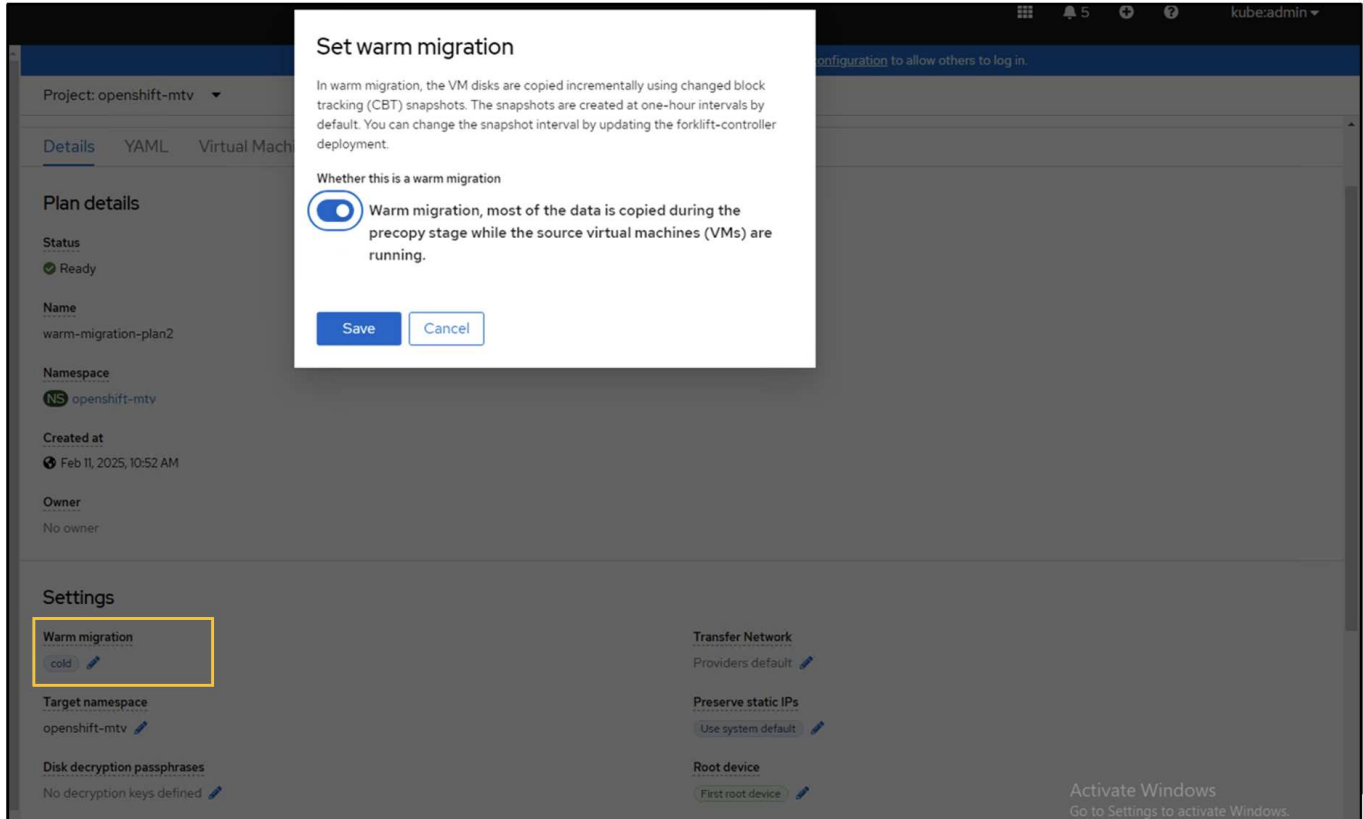 5
kube:admin
configuration to allow others to log in.
Project: openshift-mtv
Details YAML Virtual Machi
Set warm migration
In warm migration, the VM disks are copied incrementally using changed block
tracking (CBT) snapshots. The snapshots are created at one-hour intervals by
default. You can change the snapshot interval by updating the forklift-controller
deployment.
Whether this is a warm migration
Warm migration, most of the data is copied during the
precopy stage while the source virtual machines (VMs) are
running.
Save Cancel
Plan details
Status
Ready
Name
warm-migration-plan2
Namespace
NS openshift-mtv
Created at
Feb 11, 2025, 10:52 AM
Owner
No owner
Settings
Warm migration
cold
Target namespace
openshift-mtv
Disk decryption passphrases
No decryption keys defined
Transfer Network
Providers default
Preserve static IPs
Use system default
Root device
First root device
Activate Windows
Go to Settings to activate Windows.